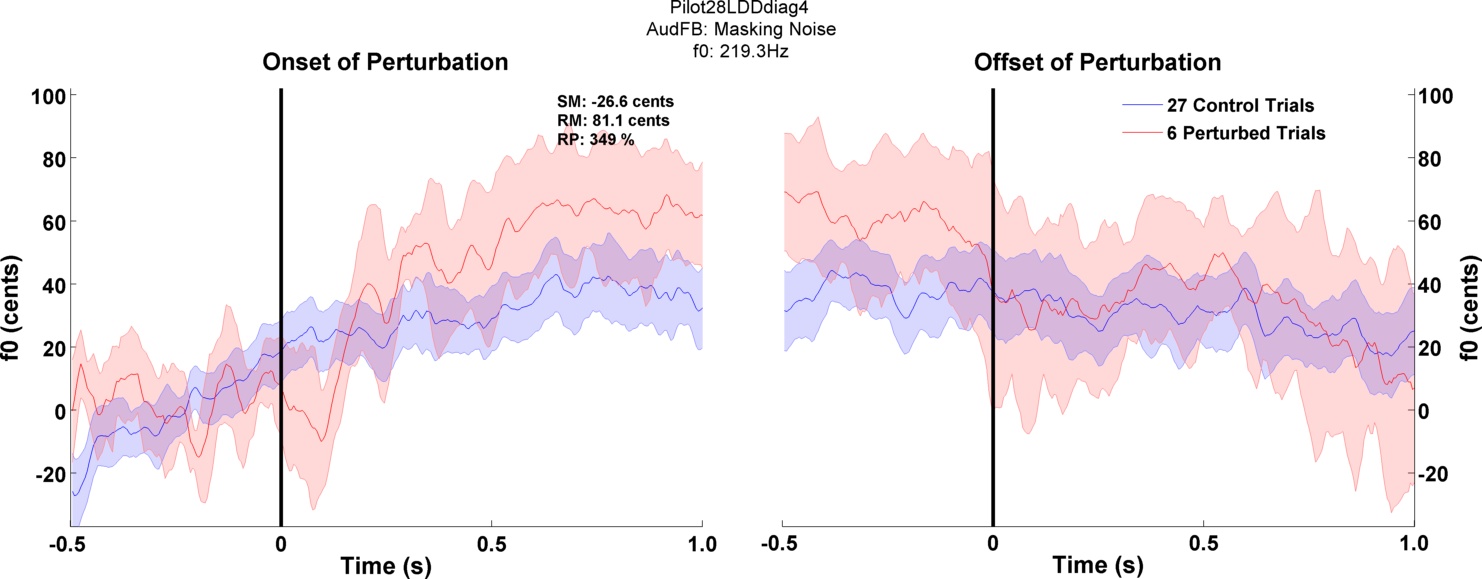 Pilot28LDDdiag4
AudFB: Masking Noise
f0: 219.3Hz
Onset of Perturbation
SM: -26.6 cents
RM: 81.1 cents
RP: 349 %
f0 (cents)
100
80
60
40
20
0
-20
-0.5
0
0.5
1.0
Time (s)
Offset of Perturbation
27 Control Trials
6 Perturbed Trials
100
80
60
40
20
0
-20
f0 (cents)
-0.5
0
0.5
1.0
Time (s)